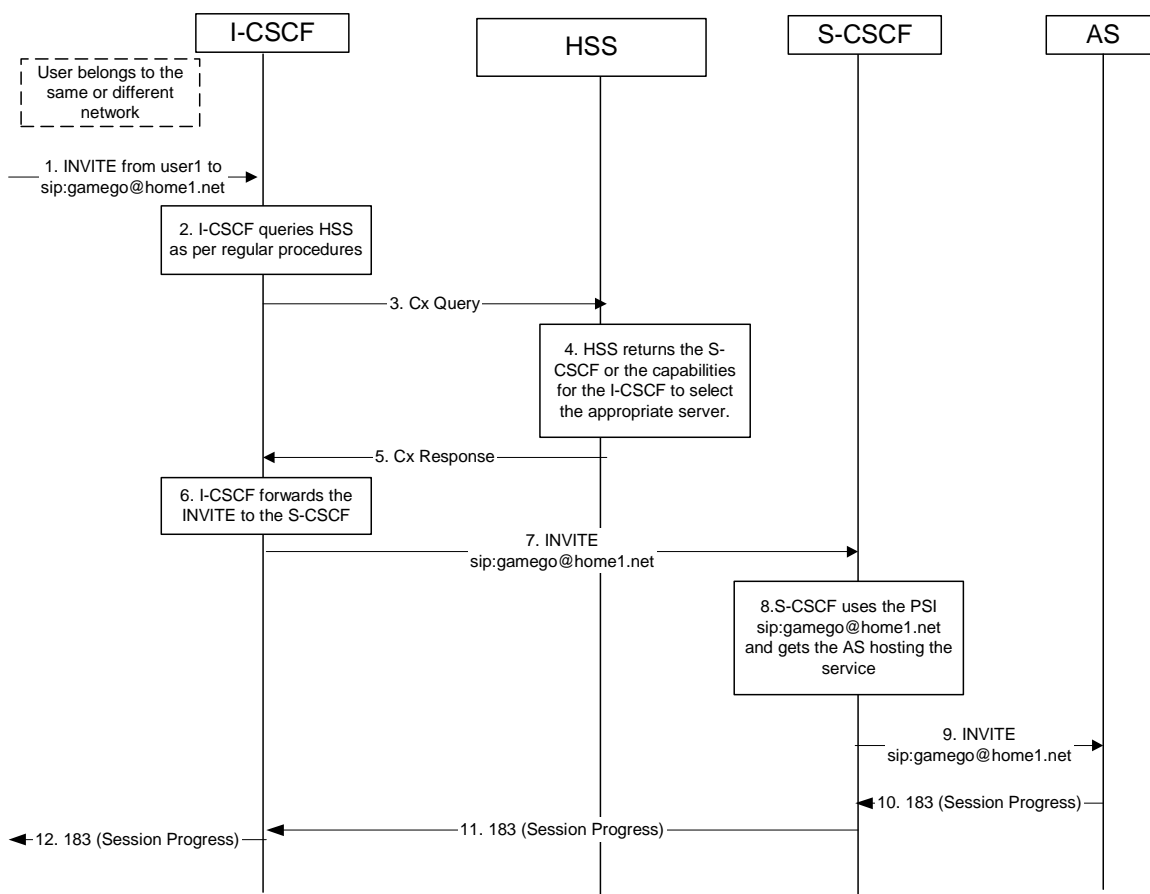 I-CSCF
HSS
S-CSCF
AS
User belongs to the
same or different
network
1. INVITE from user1 to
sip:gamego@home1.net
2. I-CSCF queries HSS
as per regular procedures
3. Cx Query
4. HSS returns the S-
CSCF or the capabilities
for the I-CSCF to select
the appropriate server.
5. Cx Response
6. I-CSCF forwards the
INVITE to the S-CSCF
7. INVITE
sip:gamego@home1.net
8.S-CSCF uses the PSI
sip:gamego@home1.net
and gets the AS hosting the
service
9. INVITE
sip:gamego@home1.net
10. 183 (Session Progress)
11. 183 (Session Progress)
12. 183 (Session Progress)